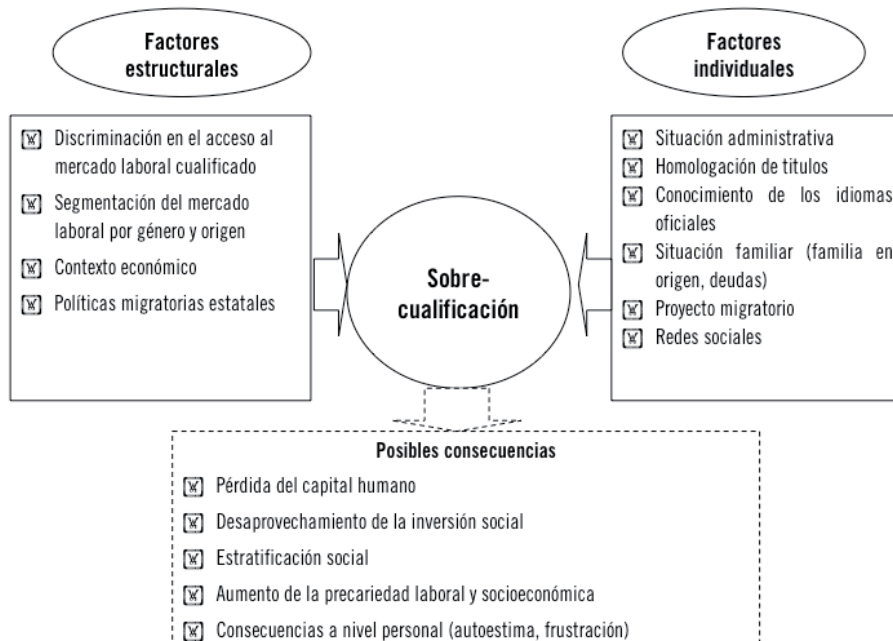 Factores
estructurales
Discriminación en el acceso al
mercado laboral cualificado
Segmentación del mercado
laboral por género y origen
Contexto económico
Políticas migratorias estatales
Factores
individuales
Situación administrativa
Homologación de títulos
Conocimiento de los idiomas
oficiales
Situación familiar (familia en
origen, deudas)
Proyecto migratorio
Redes sociales
Sobre-
cualificación
Posibles consecuencias
Pérdida del capital humano
Desaprovechamiento de la inversión social
Estratificación social
Aumento de la precariedad laboral y socioeconómica
Consecuencias a nivel personal (autoestima, frustración)